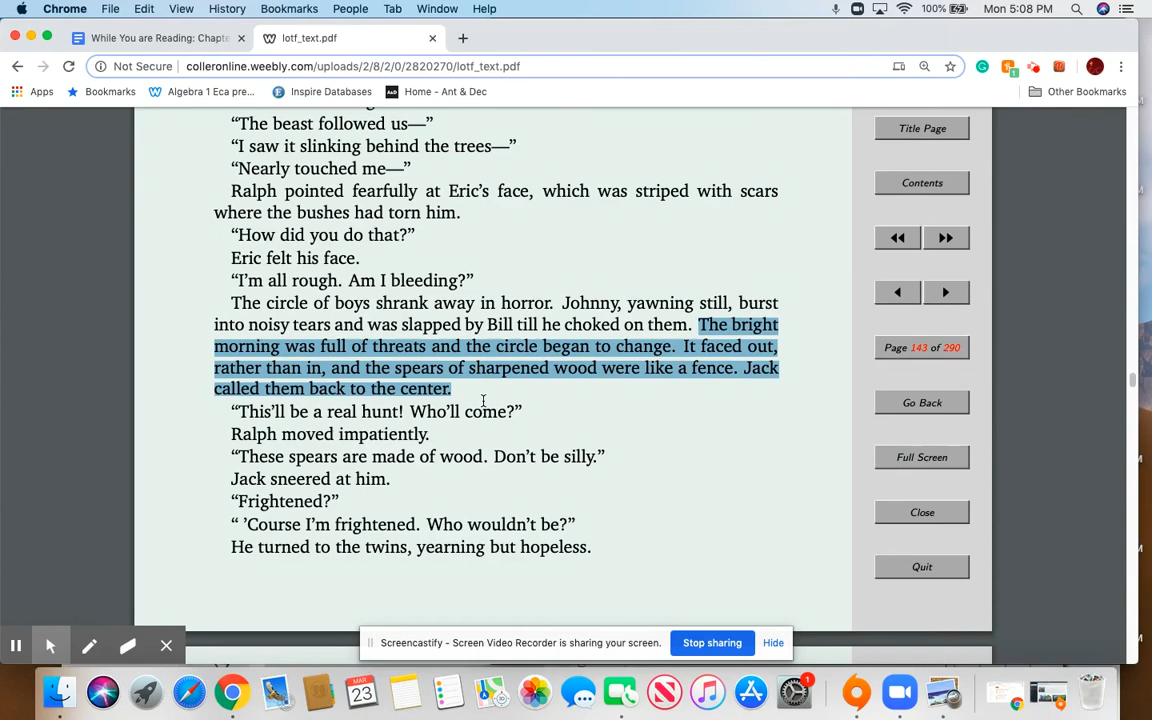 Chrome File Edit View History Bookmarks People Tab Window Help 100% Mon 5:08 PM
While You are Reading: Chapte
lotf_text.pdf
Not Secure colleronline.weebly.com/uploads/2/8/2/0/2820270/lotf_text.pdf
Apps Bookmarks Algebra 1 Eca pre... Inspire Databases Home - Ant & Dec Other Bookmarks
“The beast followed us—”
“I saw it slinking behind the trees—”
“Nearly touched me—”
Ralph pointed fearfully at Eric’s face, which was striped with scars
where the bushes had torn him.
“How did you do that?”
Eric felt his face.
“I’m all rough. Am I bleeding?”
The circle of boys shrank away in horror. Johnny, yawning still, burst
into noisy tears and was slapped by Bill till he choked on them. The bright
morning was full of threats and the circle began to change. It faced out,
rather than in, and the spears of sharpened wood were like a fence. Jack
called them back to the center.
“This’ll be a real hunt! Who’ll come?”
Ralph moved impatiently.
“These spears are made of wood. Don’t be silly.”
Jack sneered at him.
“Frightened?”
“ ’Course I’m frightened. Who wouldn’t be?”
He turned to the twins, yearning but hopeless.
Title Page
Contents
Page 143 of 290
Go Back
Full Screen
Close
Quit
Screencastify - Screen Video Recorder is sharing your screen. Stop sharing Hide
MAR
23
1
1